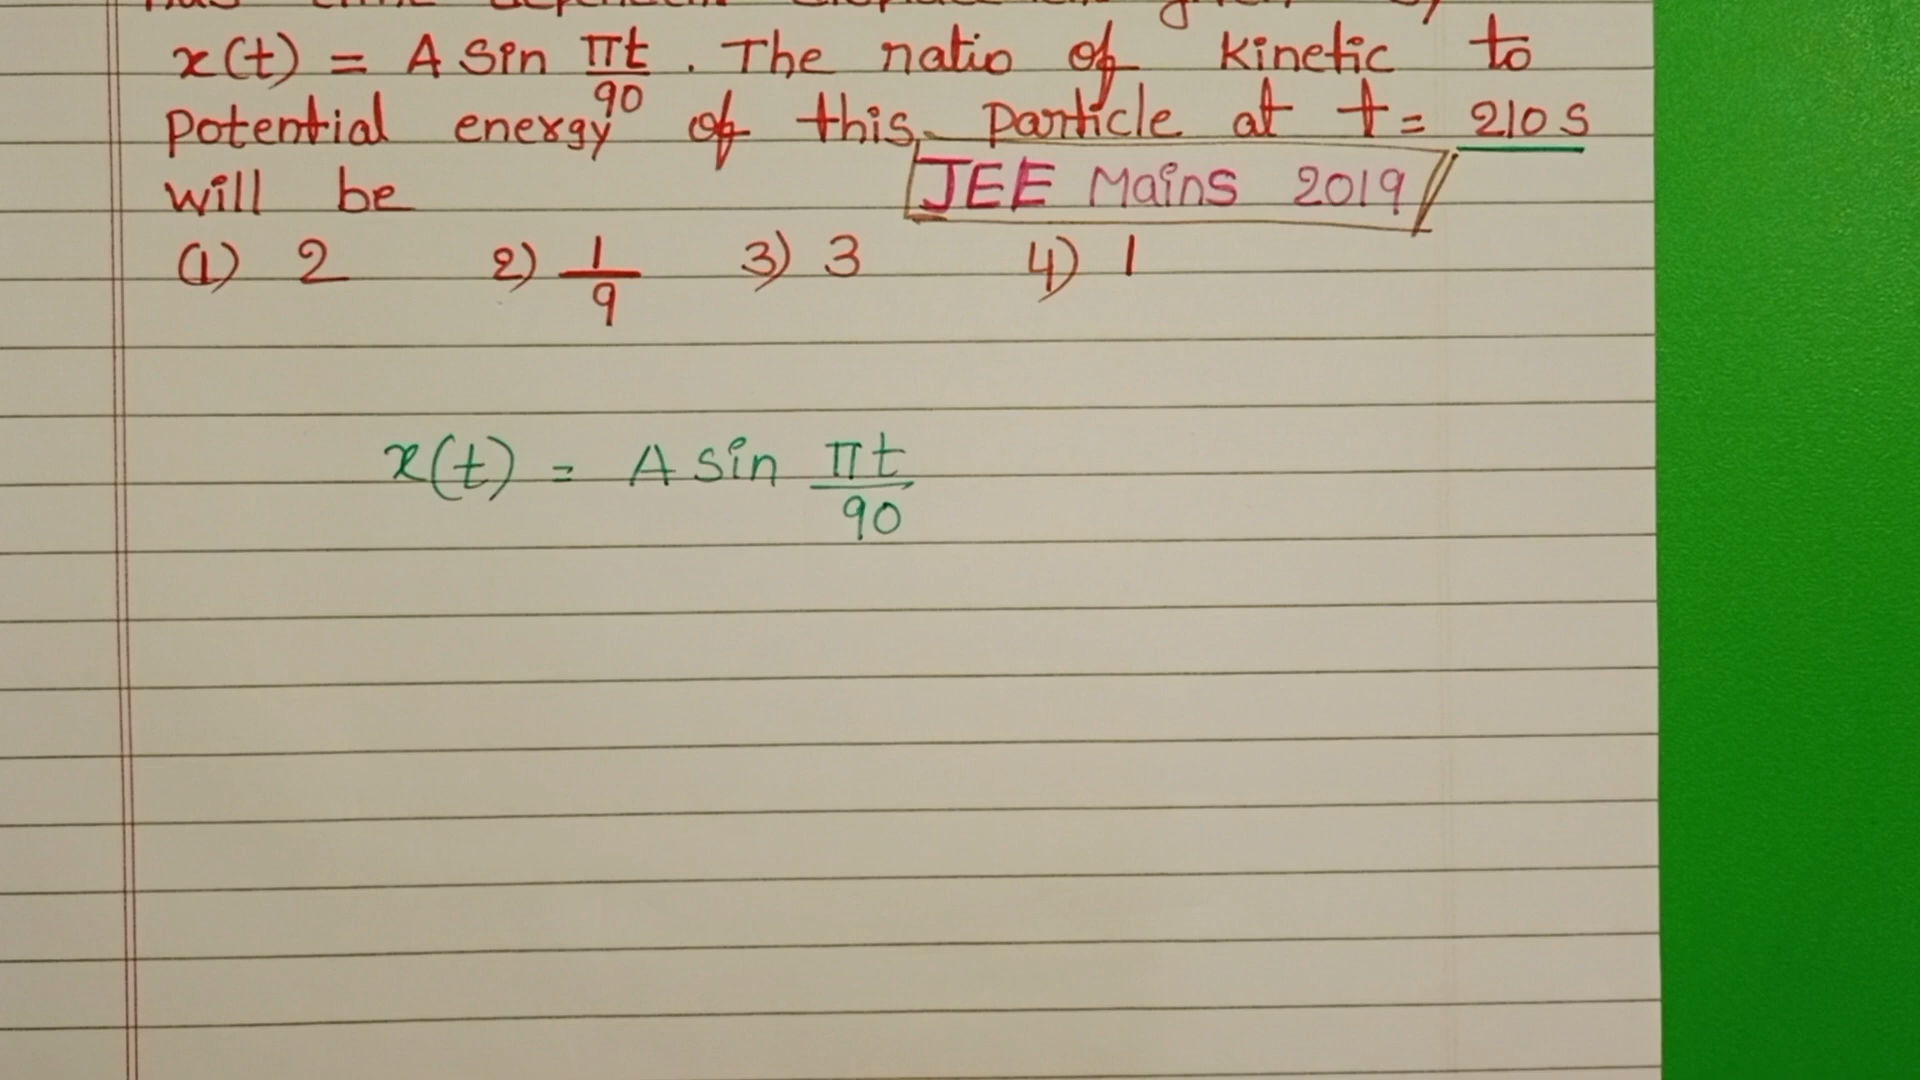 x(t) = A Sin πt/90 . The ratio of kinetic to
potential energy of this particle at t = 210 s
will be
JEE Mains 2019
(1) 2 2) 1/9 3) 3 4) 1
x(t) = A sin πt/90